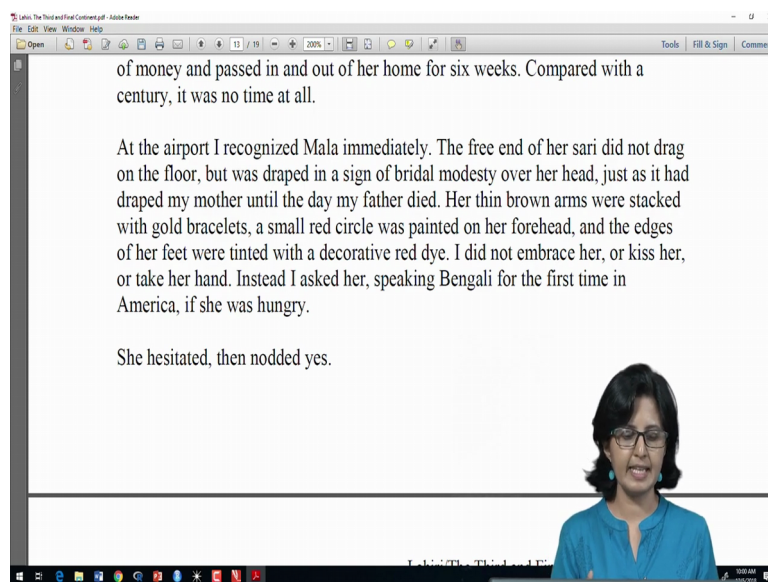 Lahiri. The Third and Final Continent.pdf - Adobe Reader
File Edit View Window Help
Open 13 / 19 200% Tools Fill & Sign Comme
of money and passed in and out of her home for six weeks. Compared with a
century, it was no time at all.
At the airport I recognized Mala immediately. The free end of her sari did not drag
on the floor, but was draped in a sign of bridal modesty over her head, just as it had
draped my mother until the day my father died. Her thin brown arms were stacked
with gold bracelets, a small red circle was painted on her forehead, and the edges
of her feet were tinted with a decorative red dye. I did not embrace her, or kiss her,
or take her hand. Instead I asked her, speaking Bengali for the first time in
America, if she was hungry.
She hesitated, then nodded yes.
Lahiri/The Third and Fin
10:00 AM